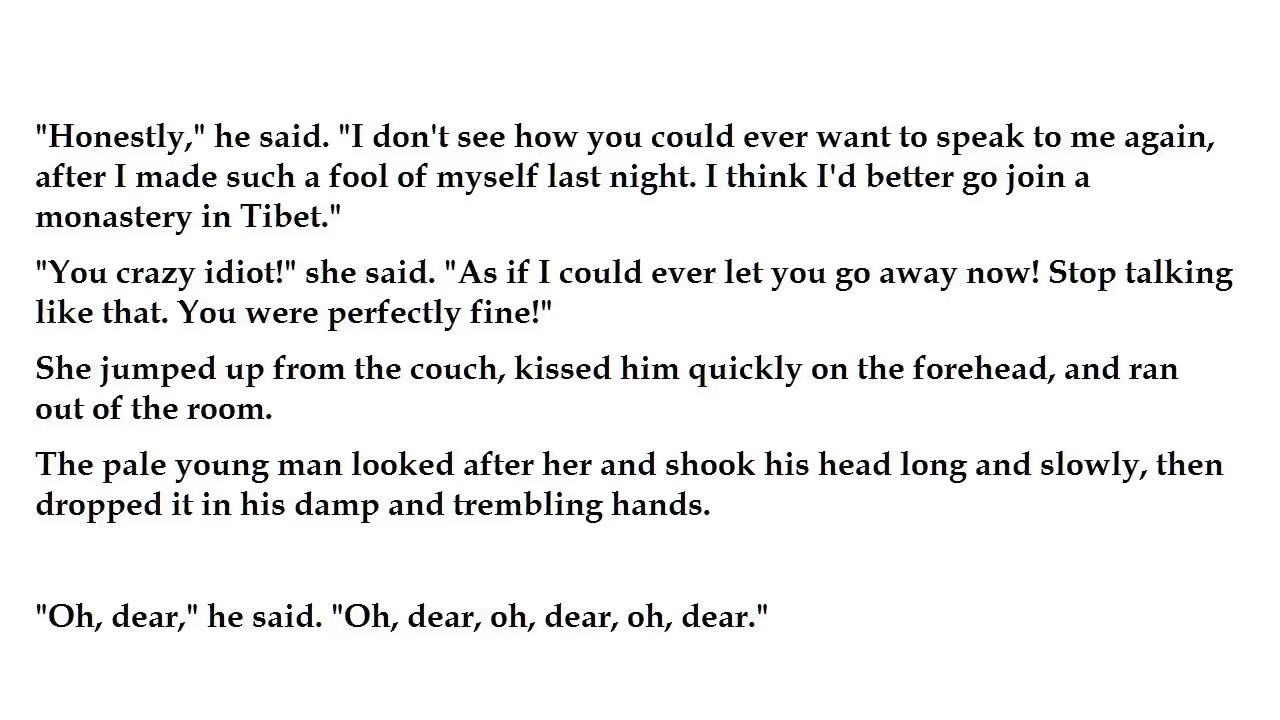 "Honestly," he said. "I don't see how you could ever want to speak to me again,
after I made such a fool of myself last night. I think I'd better go join a
monastery in Tibet."
"You crazy idiot!" she said. "As if I could ever let you go away now! Stop talking
like that. You were perfectly fine!"
She jumped up from the couch, kissed him quickly on the forehead, and ran
out of the room.
The pale young man looked after her and shook his head long and slowly, then
dropped it in his damp and trembling hands.
"Oh, dear," he said. "Oh, dear, oh, dear, oh, dear."